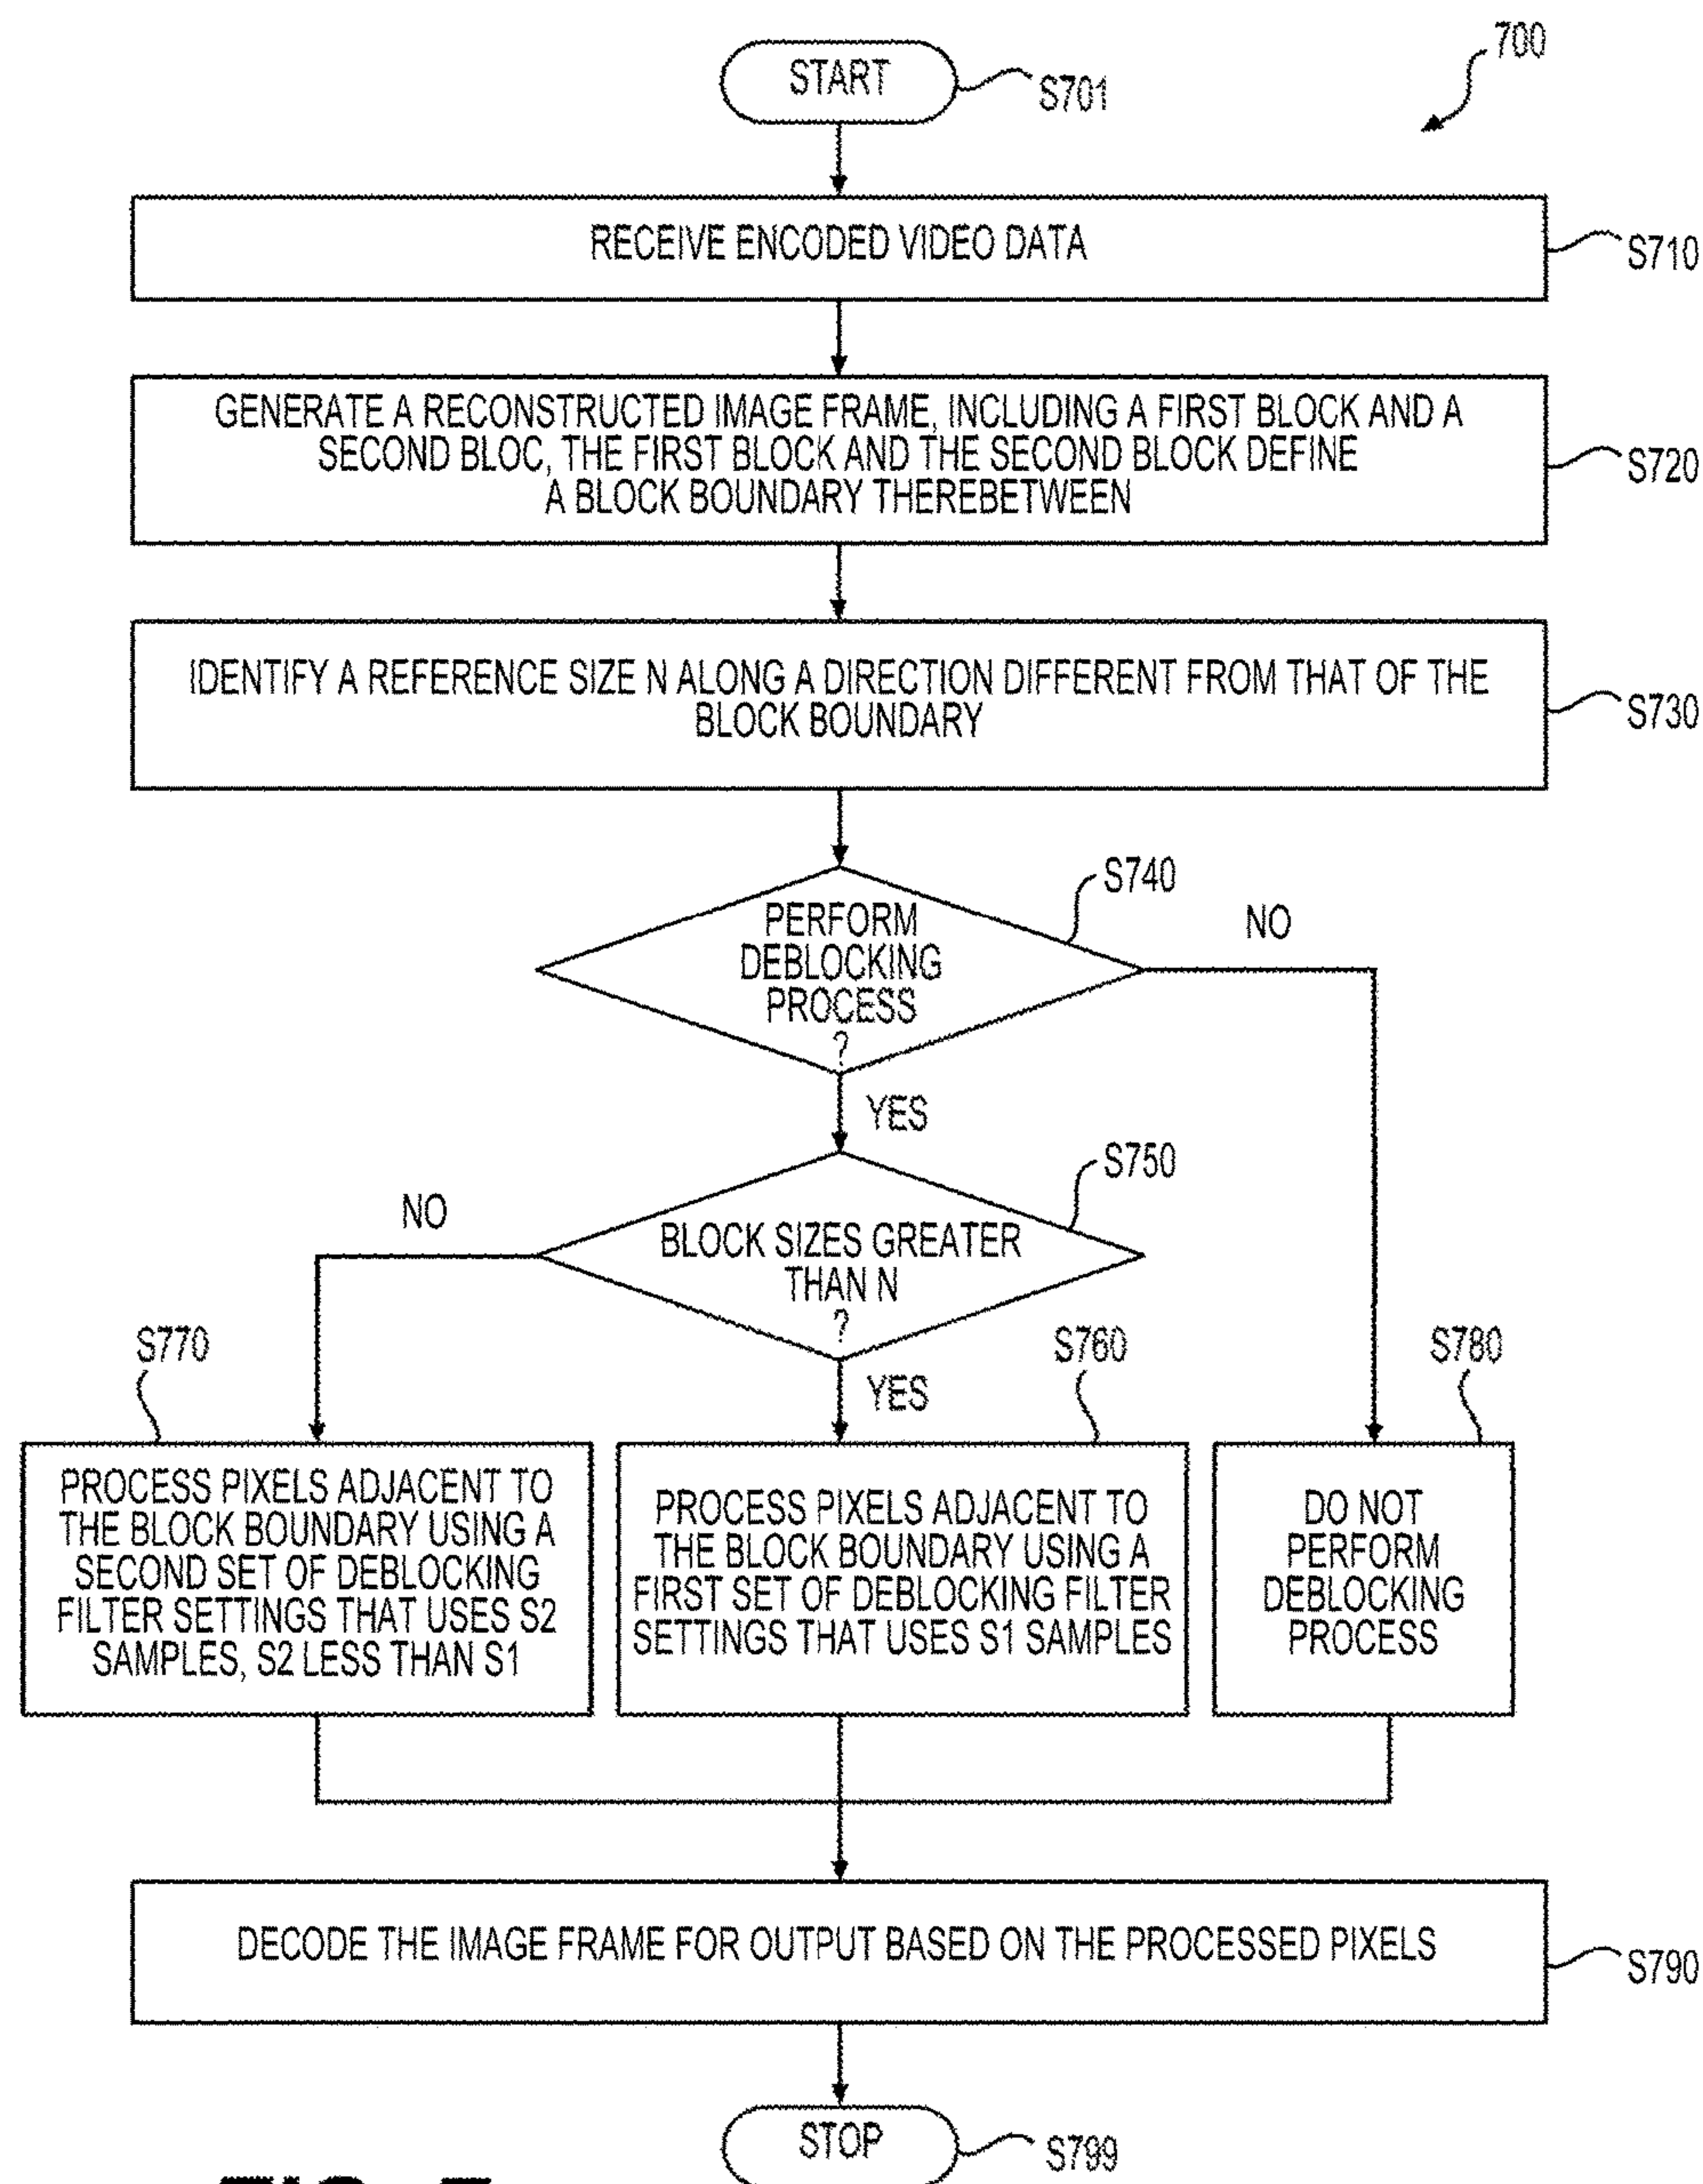 700
START
S701
RECEIVE ENCODED VIDEO DATA
S710
GENERATE A RECONSTRUCTED IMAGE FRAME, INCLUDING A FIRST BLOCK AND A
SECOND BLOC, THE FIRST BLOCK AND THE SECOND BLOCK DEFINE
A BLOCK BOUNDARY THEREBETWEEN
S720
IDENTIFY A REFERENCE SIZE N ALONG A DIRECTION DIFFERENT FROM THAT OF THE
BLOCK BOUNDARY
S730
S740
PERFORM
DEBLOCKING
PROCESS
?
NO
YES
S750
BLOCK SIZES GREATER
THAN N
?
NO
YES
S770
PROCESS PIXELS ADJACENT TO
THE BLOCK BOUNDARY USING A
SECOND SET OF DEBLOCKING
FILTER SETTINGS THAT USES S2
SAMPLES, S2 LESS THAN S1
S760
PROCESS PIXELS ADJACENT TO
THE BLOCK BOUNDARY USING A
FIRST SET OF DEBLOCKING FILTER
SETTINGS THAT USES S1 SAMPLES
S780
DO NOT
PERFORM
DEBLOCKING
PROCESS
DECODE THE IMAGE FRAME FOR OUTPUT BASED ON THE PROCESSED PIXELS
S790
STOP
S799